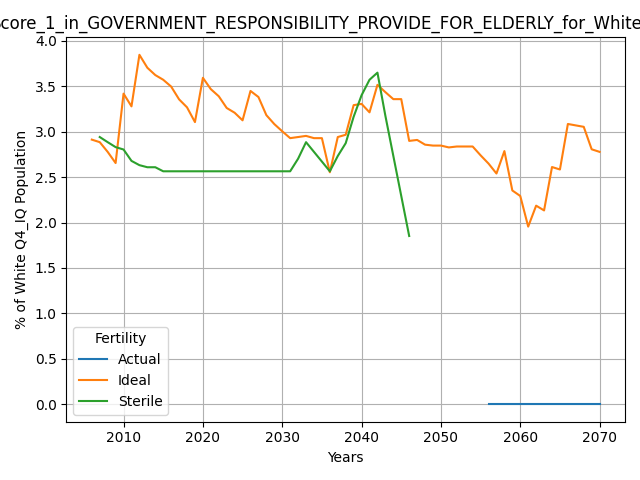 core_1_in_GOVERNMENT_RESPONSIBILITY_PROVIDE_FOR_ELDERLY_for_White
4.0
3.5
3.0
2.5
2.0
1.5
1.0
0.5
0.0
% of White Q4_IQ Population
Fertility
Actual
Ideal
Sterile
2010 2020 2030 2040 2050 2060 2070
Years